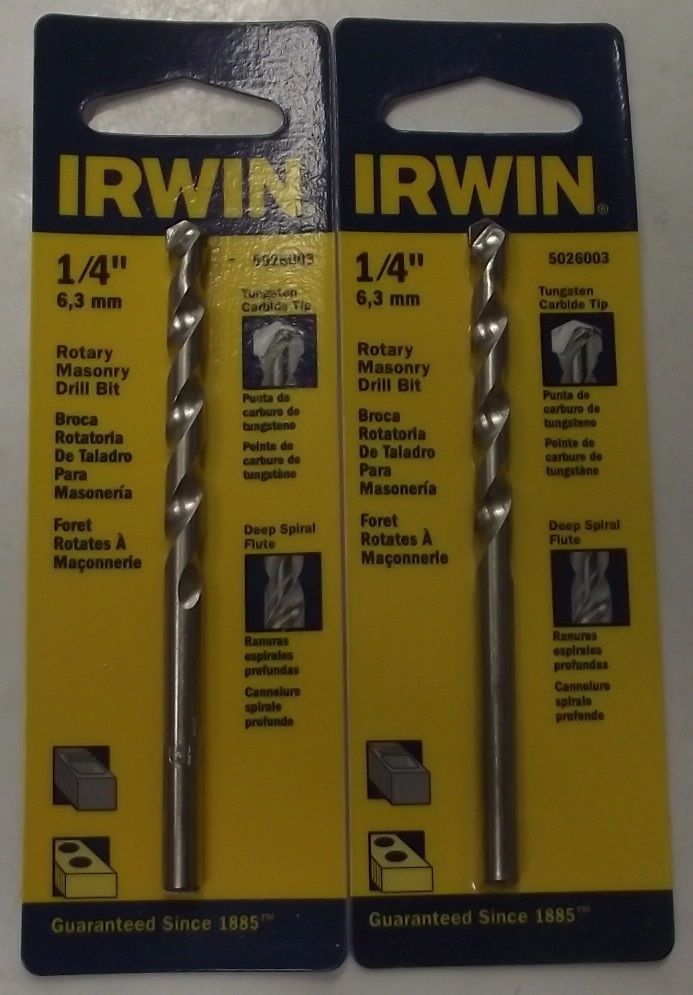 IRWIN
1/4"
6,3 mm
5026003
Tungsten
Carbide Tip
Rotary
Masonry
Drill Bit
Punta de
carburo de
tungsteno
Broca
Rotatoria
De Taladro
Para
Masonería
Pointe de
carbure de
tungstène
Foret
Rotates À
Maçonnerie
Deep Spiral
Flute
Ranuras
espirales
profundas
Cannelure
spirale
profonde
Guaranteed Since 1885™
IRWIN®
1/4"
6,3 mm
5026003
Tungsten
Carbide Tip
Rotary
Masonry
Drill Bit
Punta de
carburo de
tungsteno
Broca
Rotatoria
De Taladro
Para
Masonería
Pointe de
carbure de
tungstène
Foret
Rotates À
Maçonnerie
Deep Spiral
Flute
Ranuras
espirales
profundas
Cannelure
spirale
profonde
Guaranteed Since 1885™